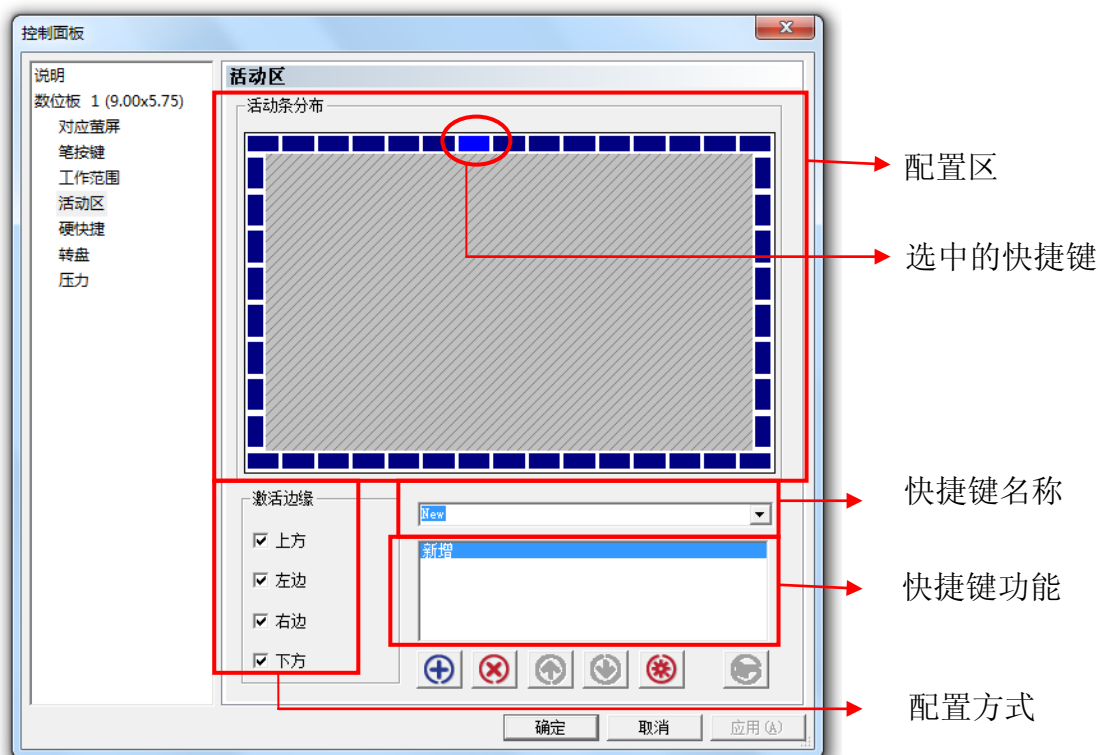 控制面板
说明
数位板 1 (9.00x5.75)
对应萤屏
笔按键
工作范围
活动区
硬快捷
转盘
压力
活动区
活动条分布
配置区
选中的快捷键
激活边缘
上方
左边
右边
下方
New
快捷键名称
新增
快捷键功能
配置方式
确定
取消
应用(A)